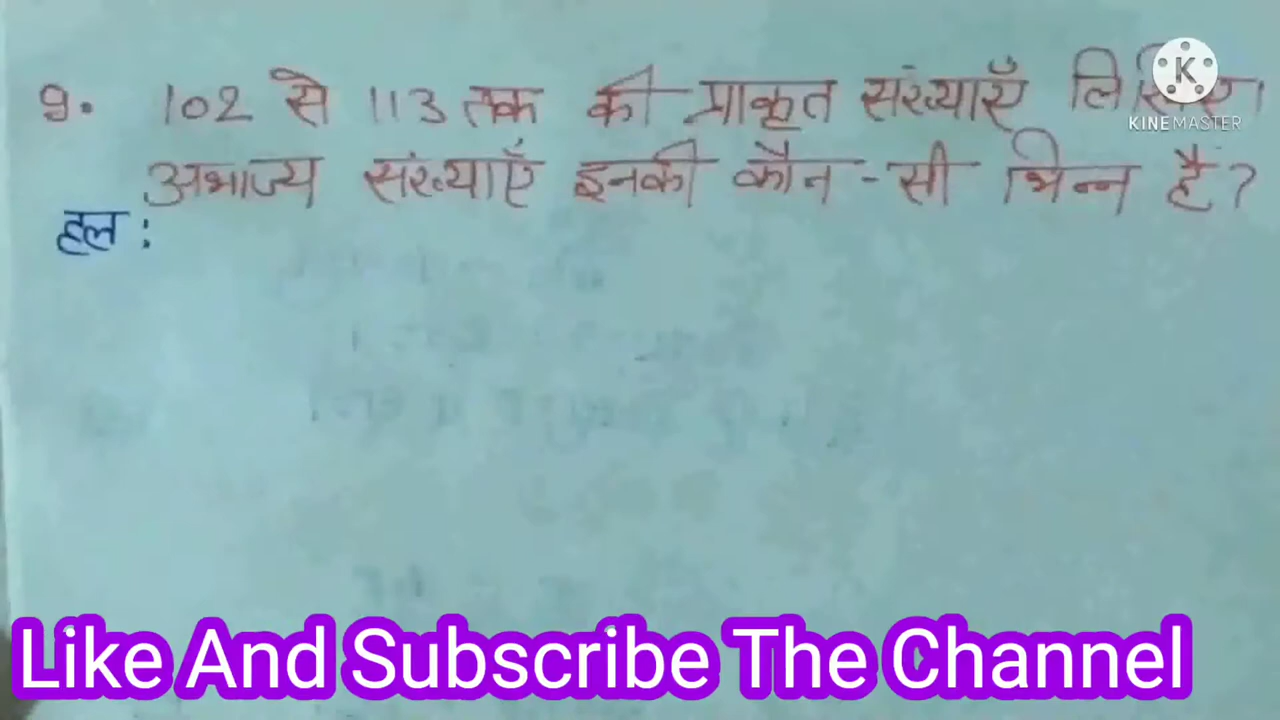 9. 102 से 113 तक की प्राकृत संख्याएँ लिखिए।
अभाज्य संख्याएँ इनकी कौन-सी भिन्न है?
हल :
K
KINEMASTER
Like And Subscribe The Channel